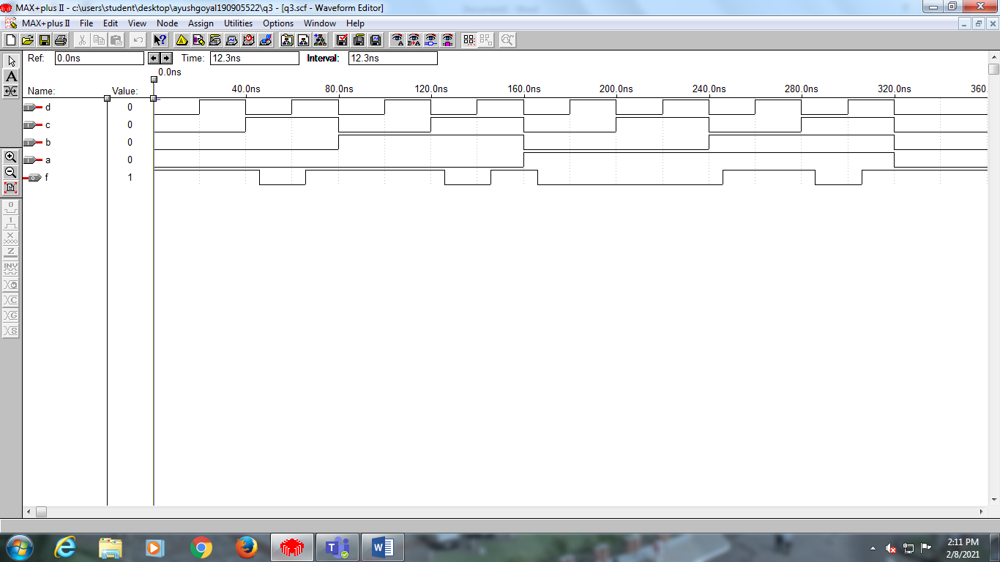 MAX+plus II - c:\users\student\desktop\ayushgoyal190905522\q3 - [q3.scf - Waveform Editor]
MAX+plus II File Edit View Node Assign Utilities Options Window Help
Ref: 0.0ns Time: 12.3ns Interval: 12.3ns
0.0ns
Name: Value: 40.0ns 80.0ns 120.0ns 160.0ns 200.0ns 240.0ns 280.0ns 320.0ns 360.
d 0
c 0
b 0
a 0
f 1
2:11 PM
2/8/2021